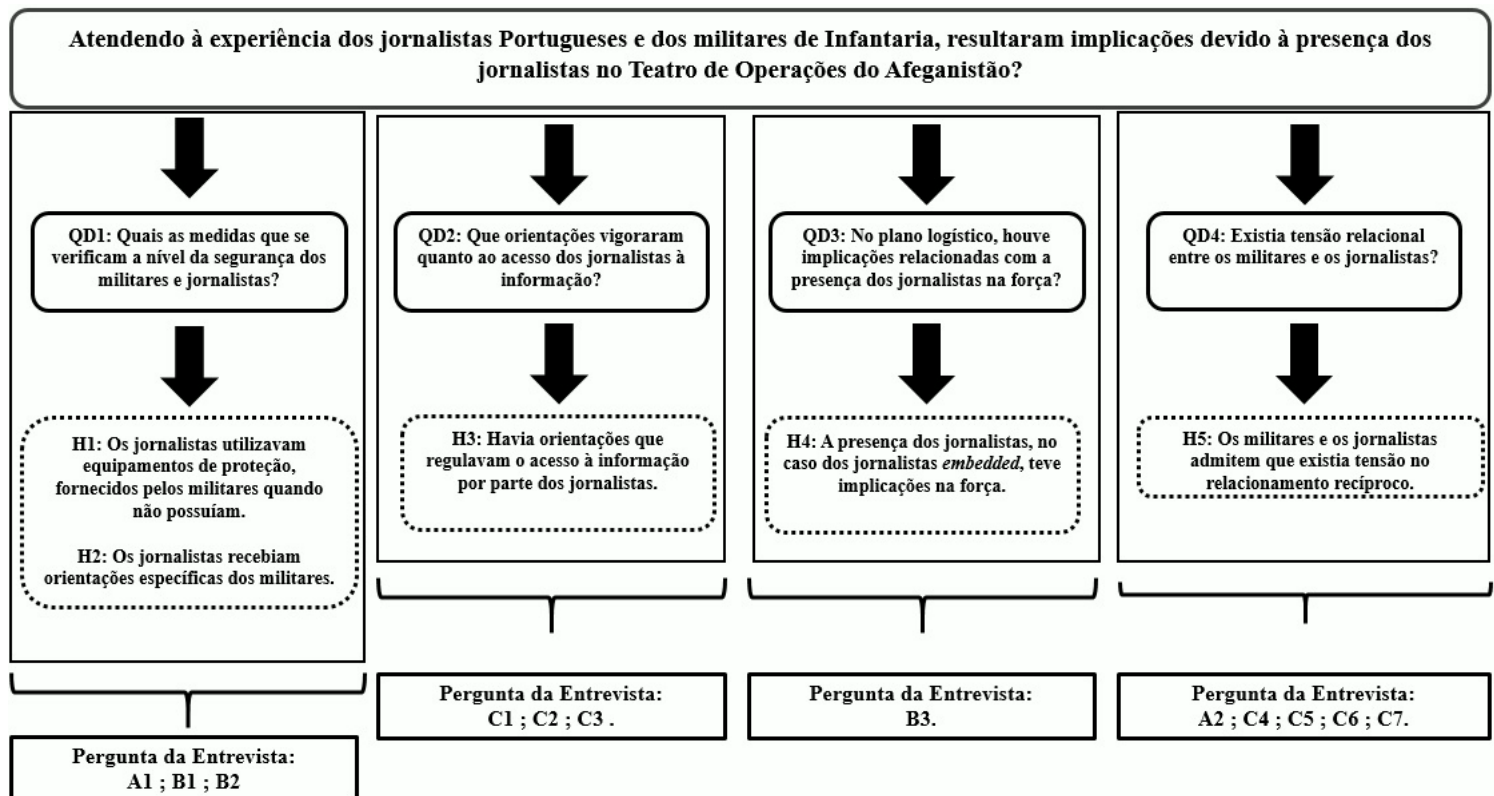 Atendendo à experiência dos jornalistas Portugueses e dos militares de Infantaria, resultaram implicações devido à presença dos
jornalistas no Teatro de Operações do Afeganistão?
QD1: Quais as medidas que se
verificam a nível da segurança dos
militares e jornalistas?
H1: Os jornalistas utilizavam
equipamentos de proteção,
fornecidos pelos militares quando
não possuíam.
H2: Os jornalistas recebiam
orientações específicas dos militares.
Pergunta da Entrevista:
A1 ; B1 ; B2
QD2: Que orientações vigoraram
quanto ao acesso dos jornalistas à
informação?
H3: Havia orientações que
regulavam o acesso à informação
por parte dos jornalistas.
Pergunta da Entrevista:
C1 ; C2 ; C3 .
QD3: No plano logístico, houve
implicações relacionadas com a
presença dos jornalistas na força?
H4: A presença dos jornalistas, no
caso dos jornalistas embedded, teve
implicações na força.
Pergunta da Entrevista:
B3.
QD4: Existia tensão relacional
entre os militares e os jornalistas?
H5: Os militares e os jornalistas
admitem que existia tensão no
relacionamento recíproco.
Pergunta da Entrevista:
A2 ; C4 ; C5 ; C6 ; C7.